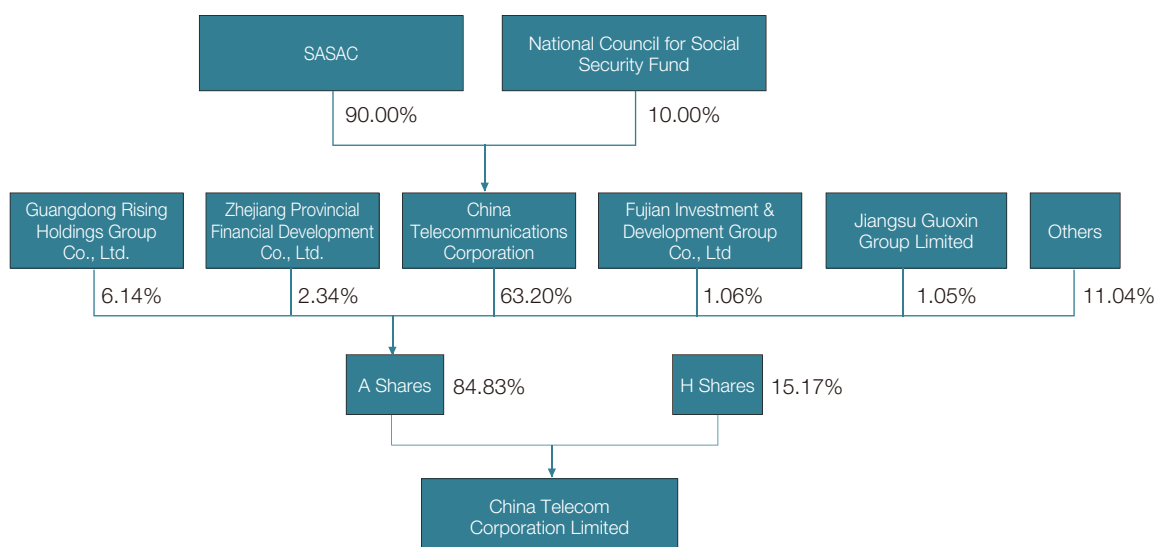 SASAC
National Council for Social
Security Fund
90.00%
10.00%
Guangdong Rising
Holdings Group
Co., Ltd.
Zhejiang Provincial
Financial Development
Co., Ltd.
China
Telecommunications
Corporation
Fujian Investment &
Development Group
Co., Ltd
Jiangsu Guoxin
Group Limited
Others
6.14%
2.34%
63.20%
1.06%
1.05%
11.04%
A Shares
84.83%
H Shares
15.17%
China Telecom
Corporation Limited